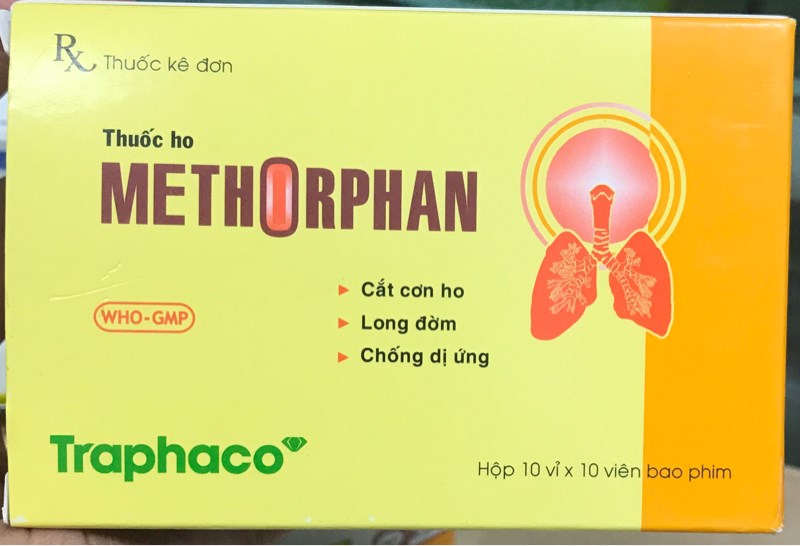 Rx Thuốc kê đơn
Thuốc ho
METHORPHAN
Cắt cơn ho
Long đờm
Chống dị ứng
WHO-GMP
Traphaco
Hộp 10 vỉ x 10 viên bao phim